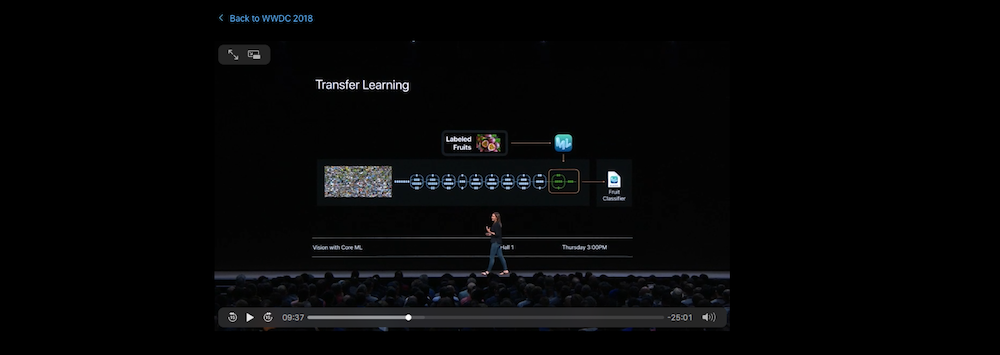 Back to WWDC 2018
Transfer Learning
Labeled
Fruits
Fruit
Classifier
Vision with Core ML
Hall 1
Thursday 3:00PM
09:37
-25:01